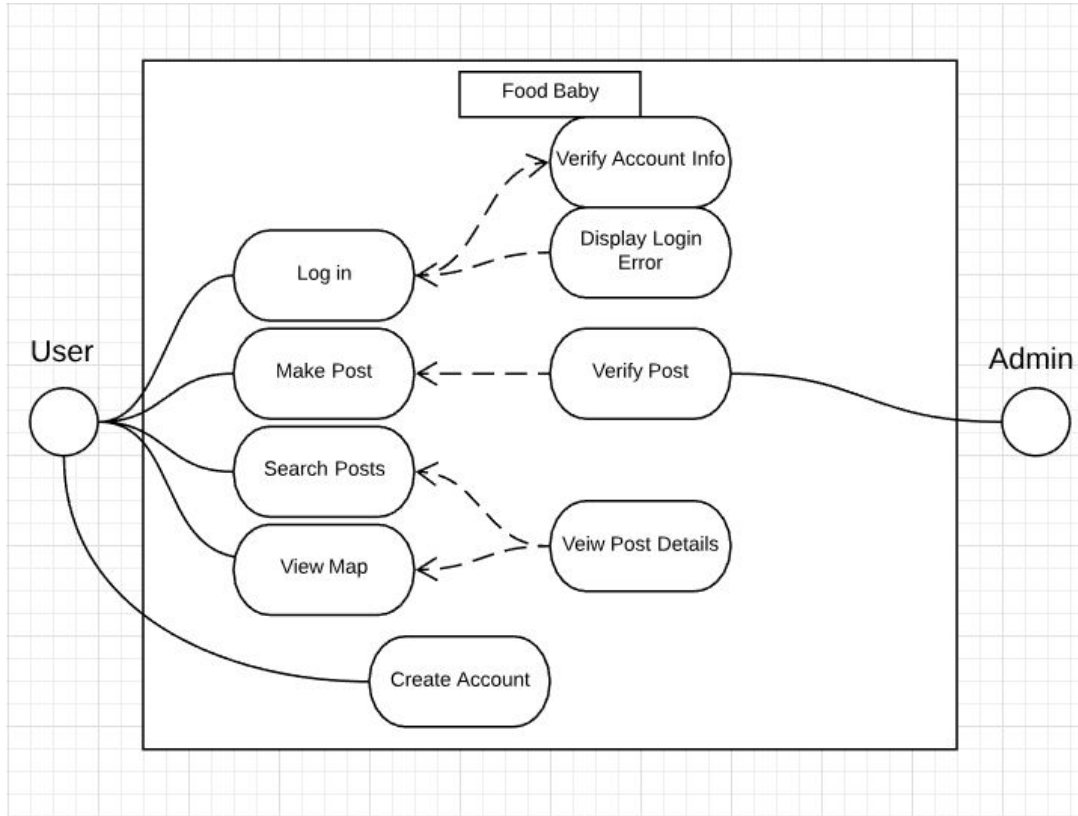 Food Baby
Verify Account Info
Display Login
Error
Log in
User
Make Post
Verify Post
Admin
Search Posts
Veiw Post Details
View Map
Create Account